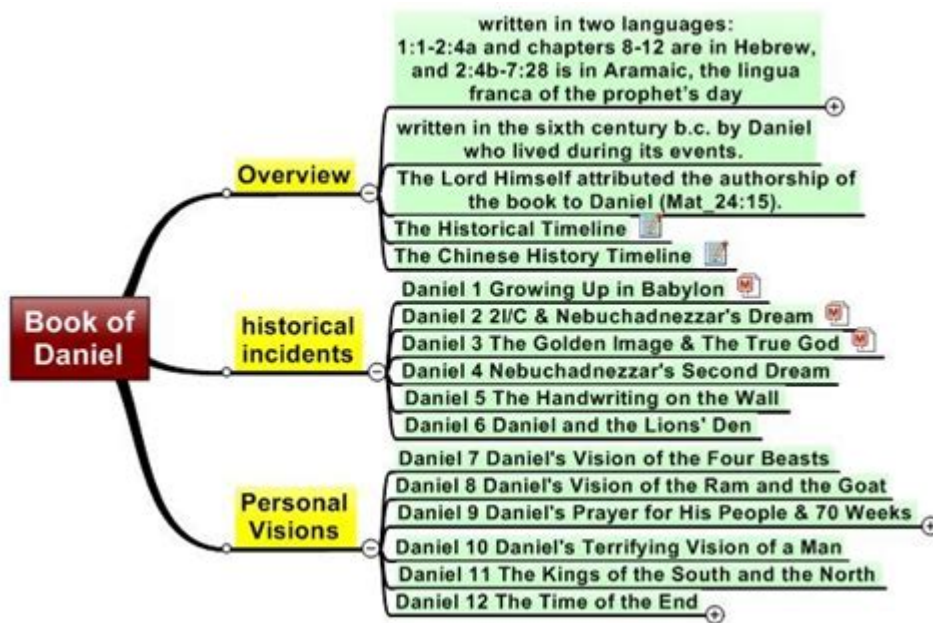 written in two languages:
1:1-2:4a and chapters 8-12 are in Hebrew,
and 2:4b-7:28 is in Aramaic, the lingua
franca of the prophet's day
written in the sixth century b.c. by Daniel
who lived during its events.
The Lord Himself attributed the authorship of
the book to Daniel (Mat_24:15).
The Historical Timeline
The Chinese History Timeline
Overview
Book of
Daniel
historical
incidents
Daniel 1 Growing Up in Babylon
Daniel 2 2I/C & Nebuchadnezzar's Dream
Daniel 3 The Golden Image & The True God
Daniel 4 Nebuchadnezzar's Second Dream
Daniel 5 The Handwriting on the Wall
Daniel 6 Daniel and the Lions' Den
Personal
Visions
Daniel 7 Daniel's Vision of the Four Beasts
Daniel 8 Daniel's Vision of the Ram and the Goat
Daniel 9 Daniel's Prayer for His People & 70 Weeks
Daniel 10 Daniel's Terrifying Vision of a Man
Daniel 11 The Kings of the South and the North
Daniel 12 The Time of the End